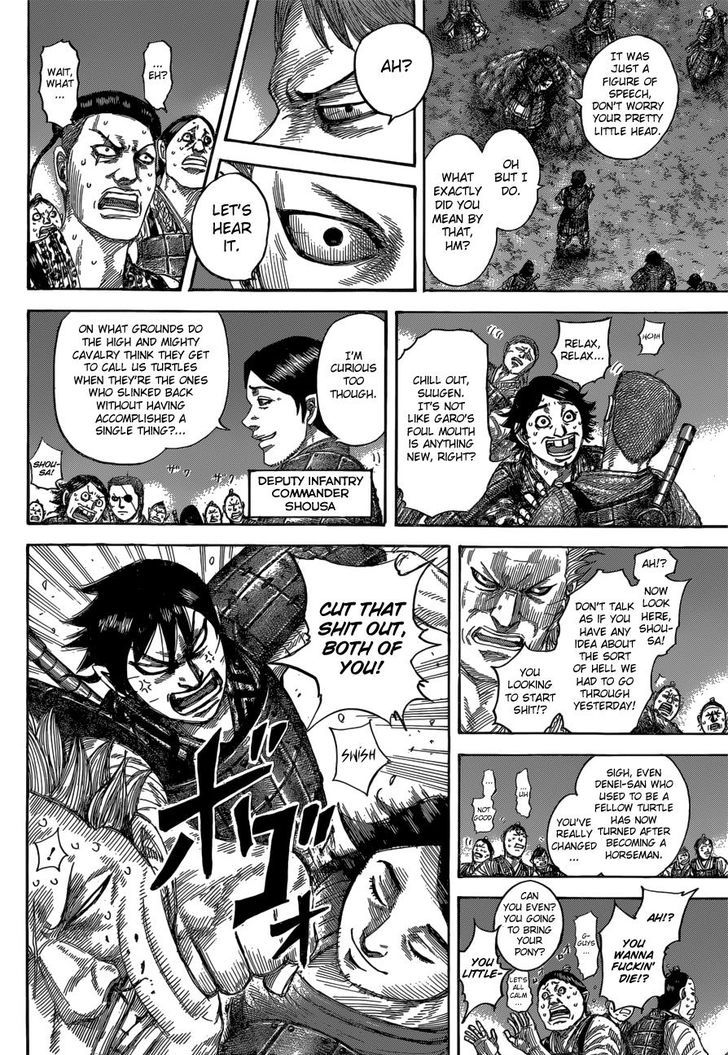 IT WAS
JUST A
FIGURE OF
SPEECH,
DON'T WORRY
YOUR PRETTY
LITTLE HEAD.
OH
BUT I
DO.
WHAT
EXACTLY
DID YOU
MEAN BY
THAT,
HM?
AH?
LET'S
HEAR
IT.
...
EH?
WAIT,
WHAT
...
RELAX,
RELAX...
CHILL OUT,
SUUGEN.
IT'S NOT
LIKE GARO'S
FOUL MOUTH
IS ANYTHING
NEW, RIGHT?
I'M
CURIOUS
TOO
THOUGH.
DEPUTY INFANTRY
COMMANDER
SHOUSA
ON WHAT GROUNDS DO
THE HIGH AND MIGHTY
CAVALRY THINK THEY GET
TO CALL US TURTLES
WHEN THEY'RE THE ONES
WHO SLINKED BACK
WITHOUT HAVING
ACCOMPLISHED A
SINGLE THING?...
ザワ
SHOU-
SA!
AH!?
NOW
LOOK
HERE,
SHOU-
SA!
DON'T TALK
AS IF YOU
HAVE ANY
IDEA ABOUT
THE SORT
OF HELL WE
HAD TO GO
THROUGH
YESTERDAY!
YOU
LOOKING
TO START
SHIT!?
SIGH, EVEN
DENEI-SAN WHO
USED TO BE A
FELLOW TURTLE
HAS NOW
TURNED AFTER
BECOMING A
HORSEMAN.
YOU'VE
REALLY
CHANGED
...
...
UH
...
NOT
GOOD
AH!?
YOU
WANNA
FUCKIN'
DIE!?
G-
GUYS
...
CAN
YOU EVEN?
YOU GOING
TO BRING
YOUR
PONY?
LET'S
ALL
CALM
...
YOU
LITTLE-
CUT THAT
SHIT OUT,
BOTH OF
YOU!
SWISH
ボゴォ